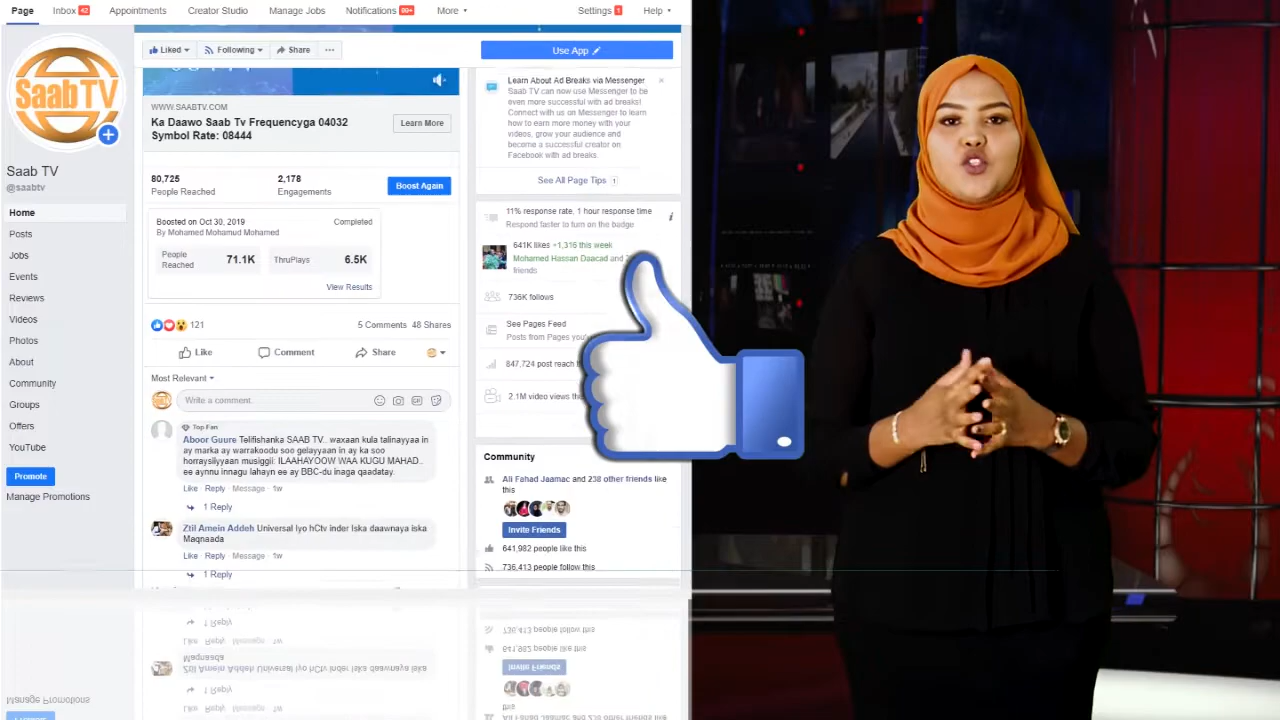 Page Inbox 42 Appointments Creator Studio Manage Jobs Notifications 99+ More Settings 1 Help
SaabTV
Saab TV
@saabtv
Home
Posts
Jobs
Events
Reviews
Videos
Photos
About
Community
Groups
Offers
YouTube
Promote
Manage Promotions
Liked Following Share ...
Use App
WWW.SAABTV.COM
Ka Daawo Saab Tv Frequencyga 04032
Symbol Rate: 08444
Learn More
80,725 2,178
People Reached Engagements
Boost Again
Boosted on Oct 30, 2019 Completed
By Mohamed Mohamud Mohamed
People Reached 71.1K ThruPlays 6.5K
View Results
121 5 Comments 48 Shares
Like Comment Share
Most Relevant
Write a comment...
Top Fan
Aboor Guure Telifishanka SAAB TV.. waxaan kula talinayyaa in
ay marka ay warrakoodu soo gelayyaan in ay ka soo
horraysiiyyaan musiggii: ILAAHAYOOW WAA KUGU MAHAD..
ee aynnu innagu lahayn ee ay BBC-du inaga qaadatay.
Like Reply Message 1w
1 Reply
Ztil Amein Addeh Universal Iyo hCtv inder Iska daawnaya iska
Maqnaada
Like Reply Message 1w
1 Reply
Learn About Ad Breaks via Messenger
Saab TV can now use Messenger to be
even more successful with ad breaks!
Connect with us on Messenger to learn
how to earn more money with your
videos, grow your audience and
become a successful creator on
Facebook with ad breaks.
See All Page Tips 1
11% response rate, 1 hour response time
Respond faster to turn on the badge
641K likes +1,316 this week
Mohamed Hassan Daacad and
friends
736K follows
See Pages Feed
Posts from Pages
847,724 post reach
2.1M video views
Community
Ali Fahad Jaamac and 238 other friends like
this
Invite Friends
641,982 people like this
736,413 people follow this